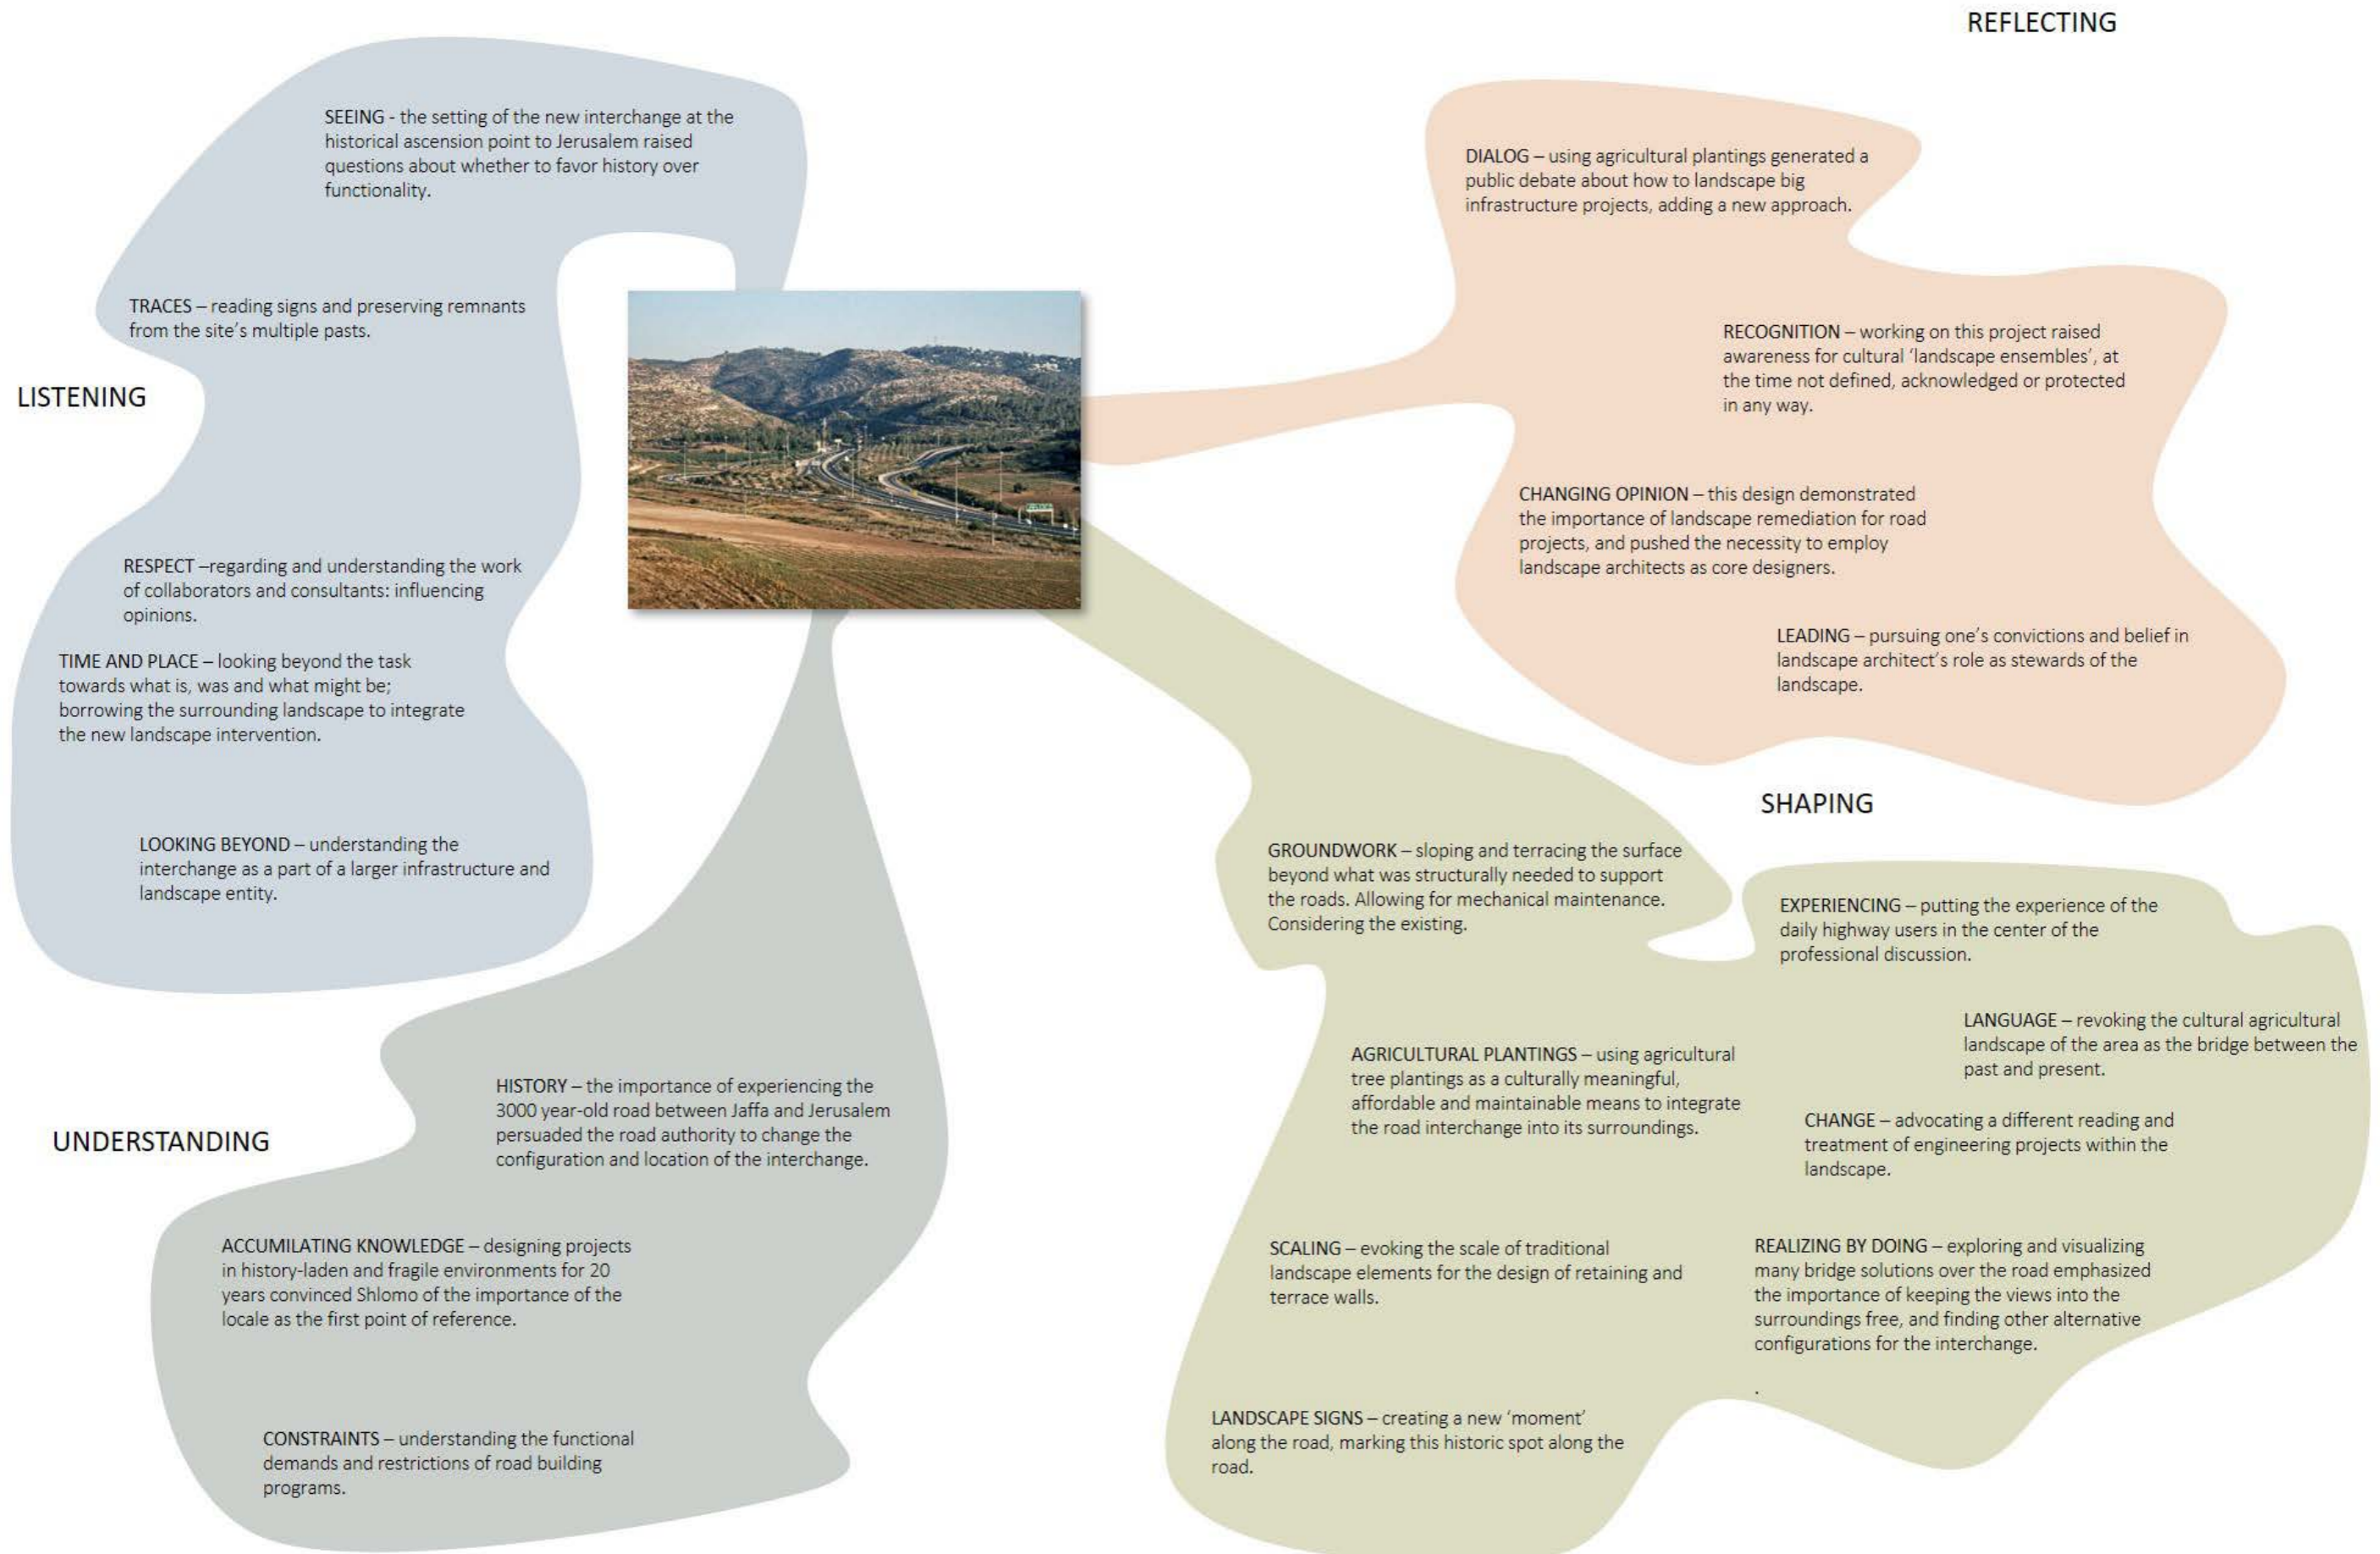 REFLECTING
SEEING - the setting of the new interchange at the
historical ascension point to Jerusalem raised
questions about whether to favor history over
functionality.
TRACES – reading signs and preserving remnants
from the site's multiple pasts.
LISTENING
RESPECT –regarding and understanding the work
of collaborators and consultants: influencing
opinions.
TIME AND PLACE – looking beyond the task
towards what is, was and what might be;
borrowing the surrounding landscape to integrate
the new landscape intervention.
LOOKING BEYOND – understanding the
interchange as a part of a larger infrastructure and
landscape entity.
DIALOG – using agricultural plantings generated a
public debate about how to landscape big
infrastructure projects, adding a new approach.
RECOGNITION – working on this project raised
awareness for cultural 'landscape ensembles', at
the time not defined, acknowledged or protected
in any way.
CHANGING OPINION – this design demonstrated
the importance of landscape remediation for road
projects, and pushed the necessity to employ
landscape architects as core designers.
LEADING – pursuing one's convictions and belief in
landscape architect's role as stewards of the
landscape.
UNDERSTANDING
HISTORY – the importance of experiencing the
3000 year-old road between Jaffa and Jerusalem
persuaded the road authority to change the
configuration and location of the interchange.
ACCUMILATING KNOWLEDGE – designing projects
in history-laden and fragile environments for 20
years convinced Shlomo of the importance of the
locale as the first point of reference.
CONSTRAINTS – understanding the functional
demands and restrictions of road building
programs.
SHAPING
GROUNDWORK – sloping and terracing the surface
beyond what was structurally needed to support
the roads. Allowing for mechanical maintenance.
Considering the existing.
AGRICULTURAL PLANTINGS – using agricultural
tree plantings as a culturally meaningful,
affordable and maintainable means to integrate
the road interchange into its surroundings.
SCALING – evoking the scale of traditional
landscape elements for the design of retaining and
terrace walls.
LANDSCAPE SIGNS – creating a new 'moment'
along the road, marking this historic spot along the
road.
EXPERIENCING – putting the experience of the
daily highway users in the center of the
professional discussion.
LANGUAGE – revoking the cultural agricultural
landscape of the area as the bridge between the
past and present.
CHANGE – advocating a different reading and
treatment of engineering projects within the
landscape.
REALIZING BY DOING – exploring and visualizing
many bridge solutions over the road emphasized
the importance of keeping the views into the
surroundings free, and finding other alternative
configurations for the interchange.
.